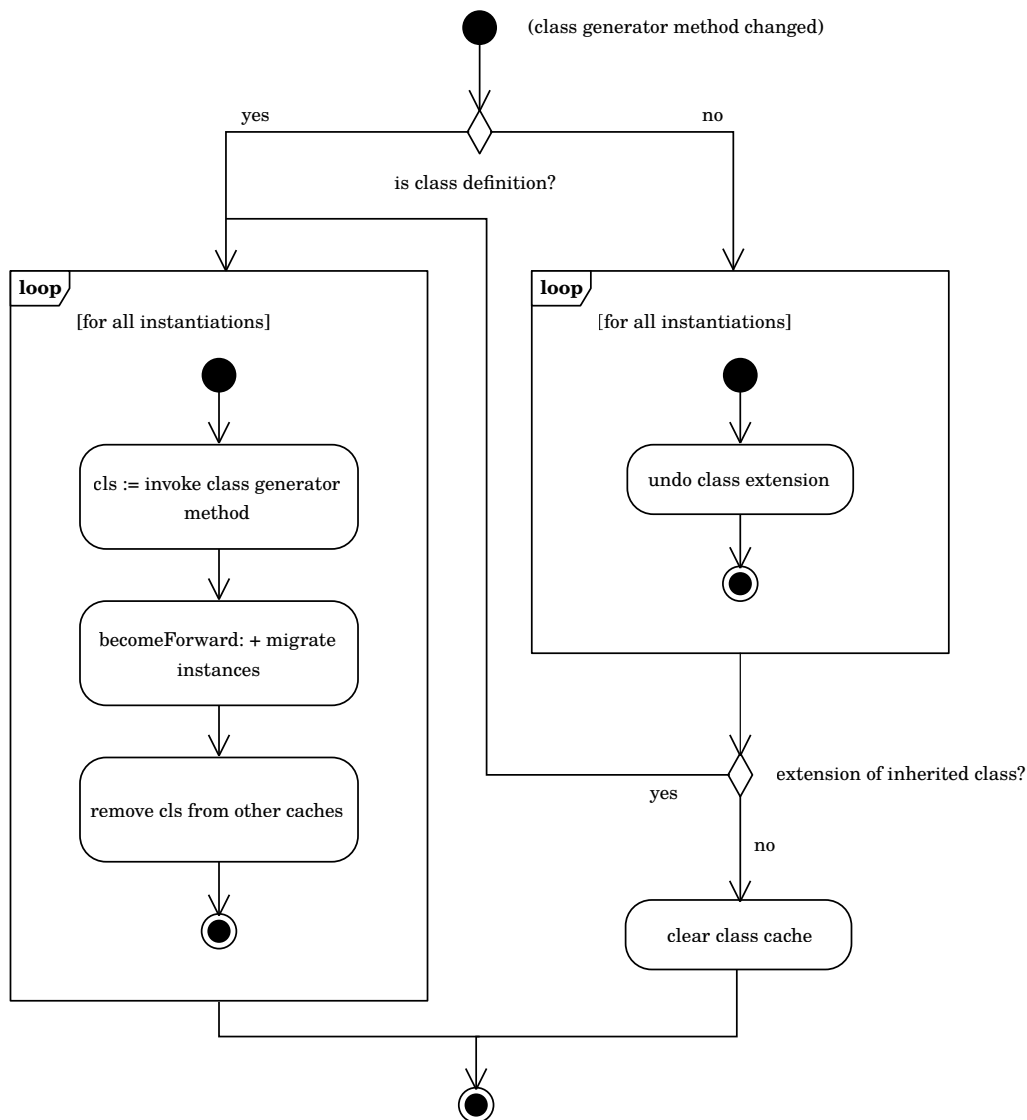 (class generator method changed)
yes
no
is class definition?
loop
[for all instantiations]
cls := invoke class generator
method
becomeForward: + migrate
instances
remove cls from other caches
loop
[for all instantiations]
undo class extension
extension of inherited class?
yes
no
clear class cache